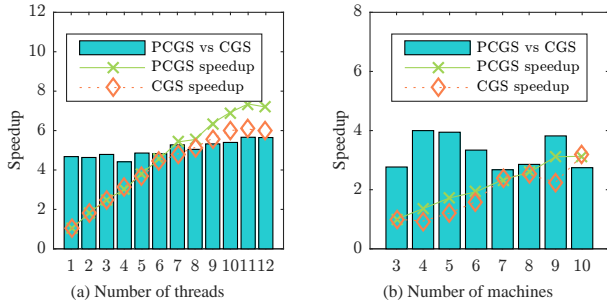 12
10
8
6
4
2
0
Speedup
PCGS vs CGS
PCGS speedup
CGS speedup
1 2 3 4 5 6 7 8 9 10 11 12
(a) Number of threads
8
6
4
2
0
Speedup
PCGS vs CGS
PCGS speedup
CGS speedup
3 4 5 6 7 8 9 10
(b) Number of machines